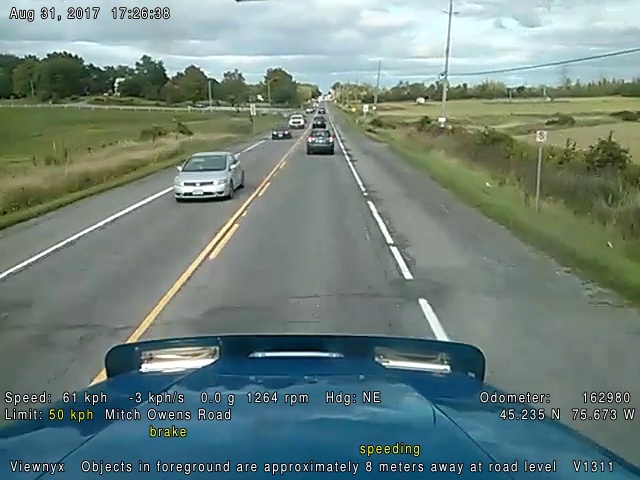 Aug 31, 2017 17:26:38
Speed: 61 kph -3 kph/s 0.0 g 1264 rpm Hdg: NE Odometer: 162980
Limit: 50 kph Mitch Owens Road 45.235 N 75.673 W
brake
speeding
Viewnyx Objects in foreground are approximately 8 meters away at road level V1311